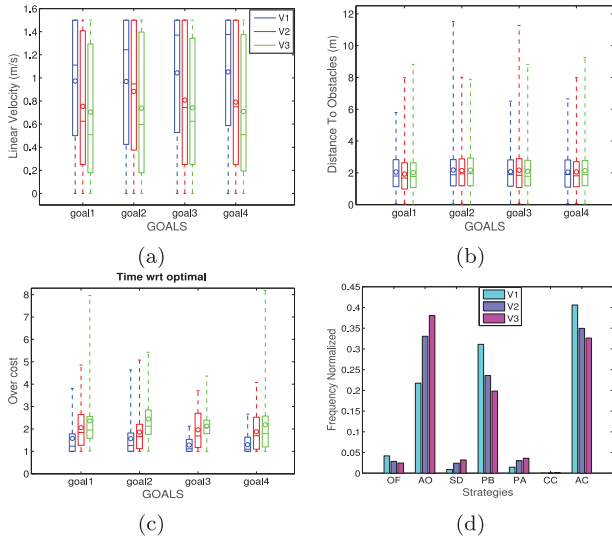 1.6
1.4
1.2
1
0.8
0.6
0.4
0.2
0
Linear Velocity (m/s)
V1
V2
V3
goal1 goal2 goal3 goal4
GOALS
(a)
12
10
8
6
4
2
0
Distance To Obstacles (m)
goal1 goal2 goal3 goal4
GOALS
(b)
Time wrt optimal
8
7
6
5
4
3
2
1
Over cost
goal1 goal2 goal3 goal4
GOALS
(c)
0.45
0.35
0.3
0.25
0.2
0.15
0.1
0.05
0
Frequency Normalized
V1
V2
V3
OF AO SD PB PA CC AC
Strategies
(d)